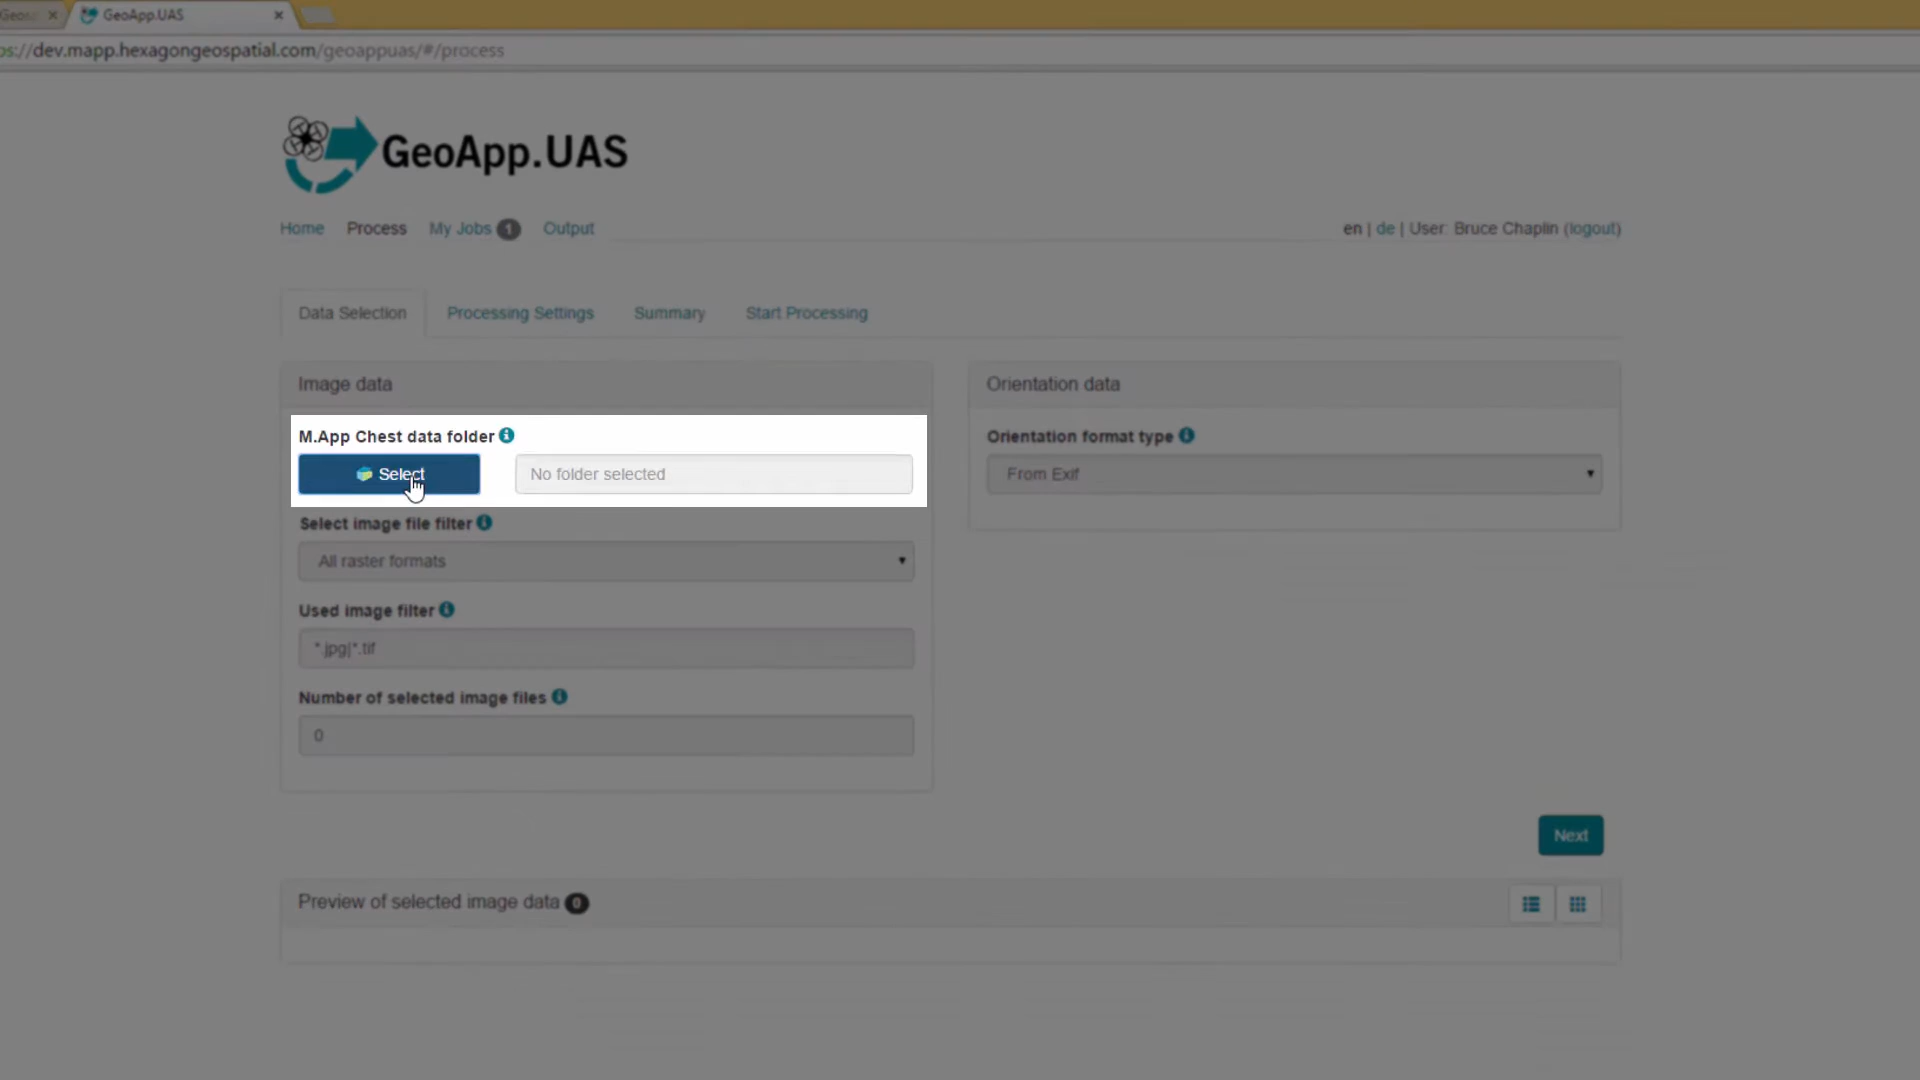 GeoApp.UAS
ps://dev.mapp.hexagongeospatial.com/geoappuas/#/process
GeoApp.UAS
Home Process My Jobs 1 Output
en | de | User: Bruce Chaplin (logout)
Data Selection Processing Settings Summary Start Processing
Image data
Orientation data
M.App Chest data folder
Orientation format type
Select
No folder selected
From Exif
Select image file filter
All raster formats
Used image filter
*.jpg|*.tif
Number of selected image files
0
Next
Preview of selected image data 0